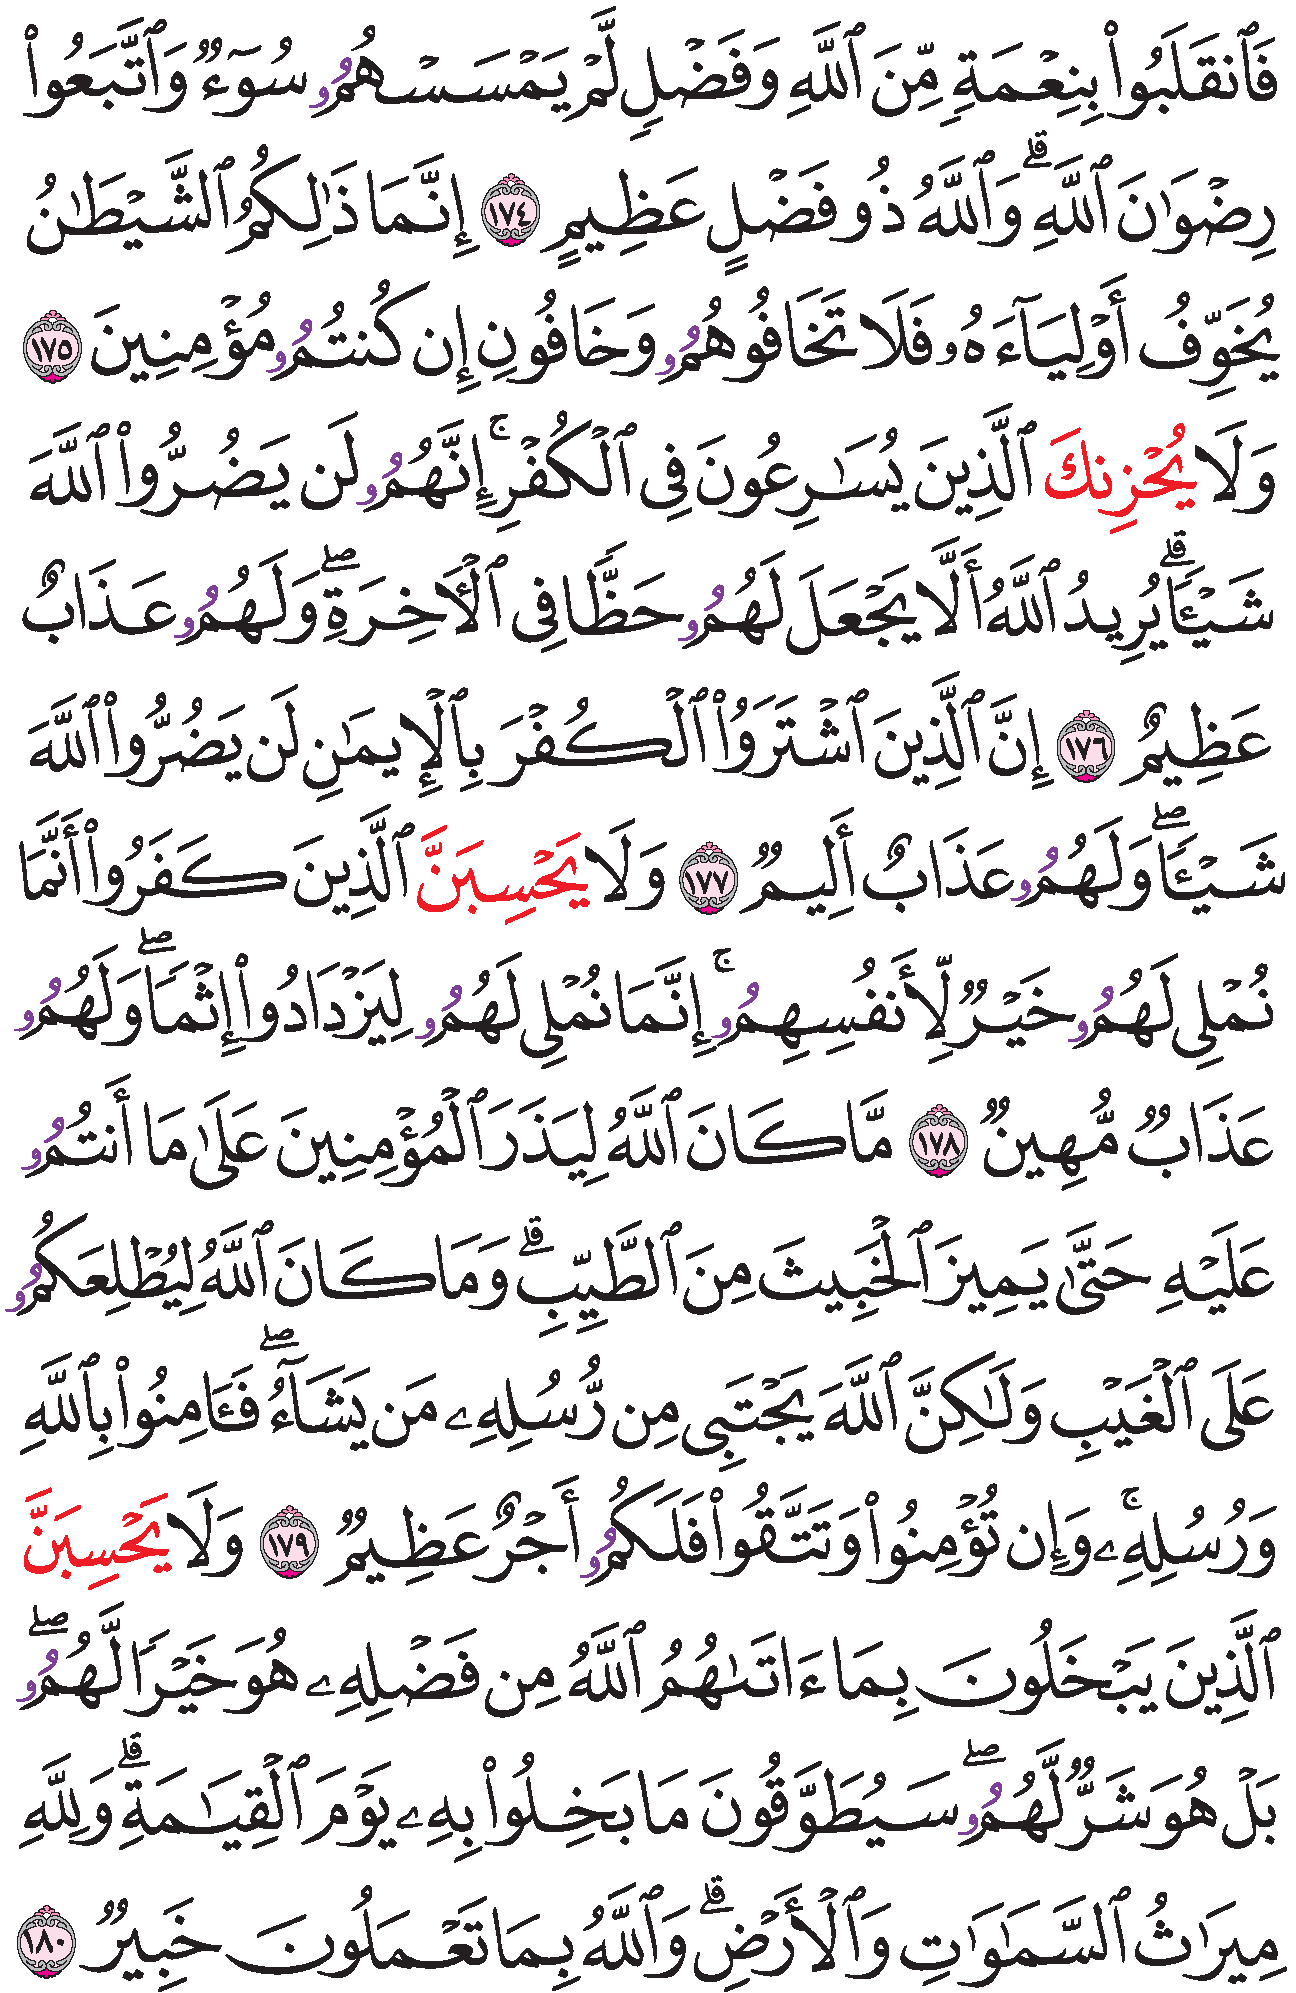 فَٱنقَلَبُوا۟ بِنِعْمَةٍ مِّنَ ٱللَّهِ وَفَضْلٍ لَّمْ يَمْسَسْهُمُۥ سُوٓءٌ وَٱتَّبَعُوا۟
رِضْوَٰنَ ٱللَّهِ ۗ وَٱللَّهُ ذُو فَضْلٍ عَظِيمٍ ١٧٤ إِنَّمَا ذَٰلِكُمُ ٱلشَّيْطَٰنُ
يُخَوِّفُ أَوْلِيَآءَهُۥ فَلَا تَخَافُوهُمُۥ وَخَافُونِ إِن كُنتُمُۥ مُؤْمِنِينَ ١٧٥
وَلَا يُحْزِنكَ ٱلَّذِينَ يُسَٰرِعُونَ فِى ٱلْكُفْرِ ۚ إِنَّهُمُۥ لَن يَضُرُّوا۟ ٱللَّهَ
شَيْـًٔا ۗ يُرِيدُ ٱللَّهُ أَلَّا يَجْعَلَ لَهُمُۥ حَظًّا فِى ٱلْـَٔاخِرَةِ ۖ وَلَهُمُۥ عَذَابٌ
عَظِيمٌ ١٧٦ إِنَّ ٱلَّذِينَ ٱشْتَرَوُا۟ ٱلْكُفْرَ بِٱلْإِيمَٰنِ لَن يَضُرُّوا۟ ٱللَّهَ
شَيْـًٔا ۖ وَلَهُمُۥ عَذَابٌ أَلِيمٌ ١٧٧ وَلَا يَحْسِبَنَّ ٱلَّذِينَ كَفَرُوا۟ أَنَّمَا
نُمْلِى لَهُمُۥ خَيْرٌ لِّأَنفُسِهِمُۥ ۚ إِنَّمَا نُمْلِى لَهُمُۥ لِيَزْدَادُوا۟ إِثْمًا ۖ وَلَهُمُۥ
عَذَابٌ مُّهِينٌ ١٧٨ مَّا كَانَ ٱللَّهُ لِيَذَرَ ٱلْمُؤْمِنِينَ عَلَىٰ مَا أَنتُمُۥ
عَلَيْهِ حَتَّىٰ يَمِيزَ ٱلْخَبِيثَ مِنَ ٱلطَّيِّبِ ۗ وَمَا كَانَ ٱللَّهُ لِيُطْلِعَكُمُۥ
عَلَى ٱلْغَيْبِ وَلَٰكِنَّ ٱللَّهَ يَجْتَبِى مِن رُّسُلِهِۦ مَن يَشَآءُ ۖ فَـَٔامِنُوا۟ بِٱللَّهِ
وَرُسُلِهِۦ ۚ وَإِن تُؤْمِنُوا۟ وَتَتَّقُوا۟ فَلَكُمُۥ أَجْرٌ عَظِيمٌ ١٧٩ وَلَا يَحْسِبَنَّ
ٱلَّذِينَ يَبْخَلُونَ بِمَا ءَاتَىٰهُمُ ٱللَّهُ مِن فَضْلِهِۦ هُوَ خَيْرًا لَّهُمُۥ ۖ
بَلْ هُوَ شَرٌّ لَّهُمُۥ ۖ سَيُطَوَّقُونَ مَا بَخِلُوا۟ بِهِۦ يَوْمَ ٱلْقِيَٰمَةِ ۗ وَلِلَّهِ
مِيرَٰثُ ٱلسَّمَٰوَٰتِ وَٱلْأَرْضِ ۗ وَٱللَّهُ بِمَا تَعْمَلُونَ خَبِيرٌ ١٨٠